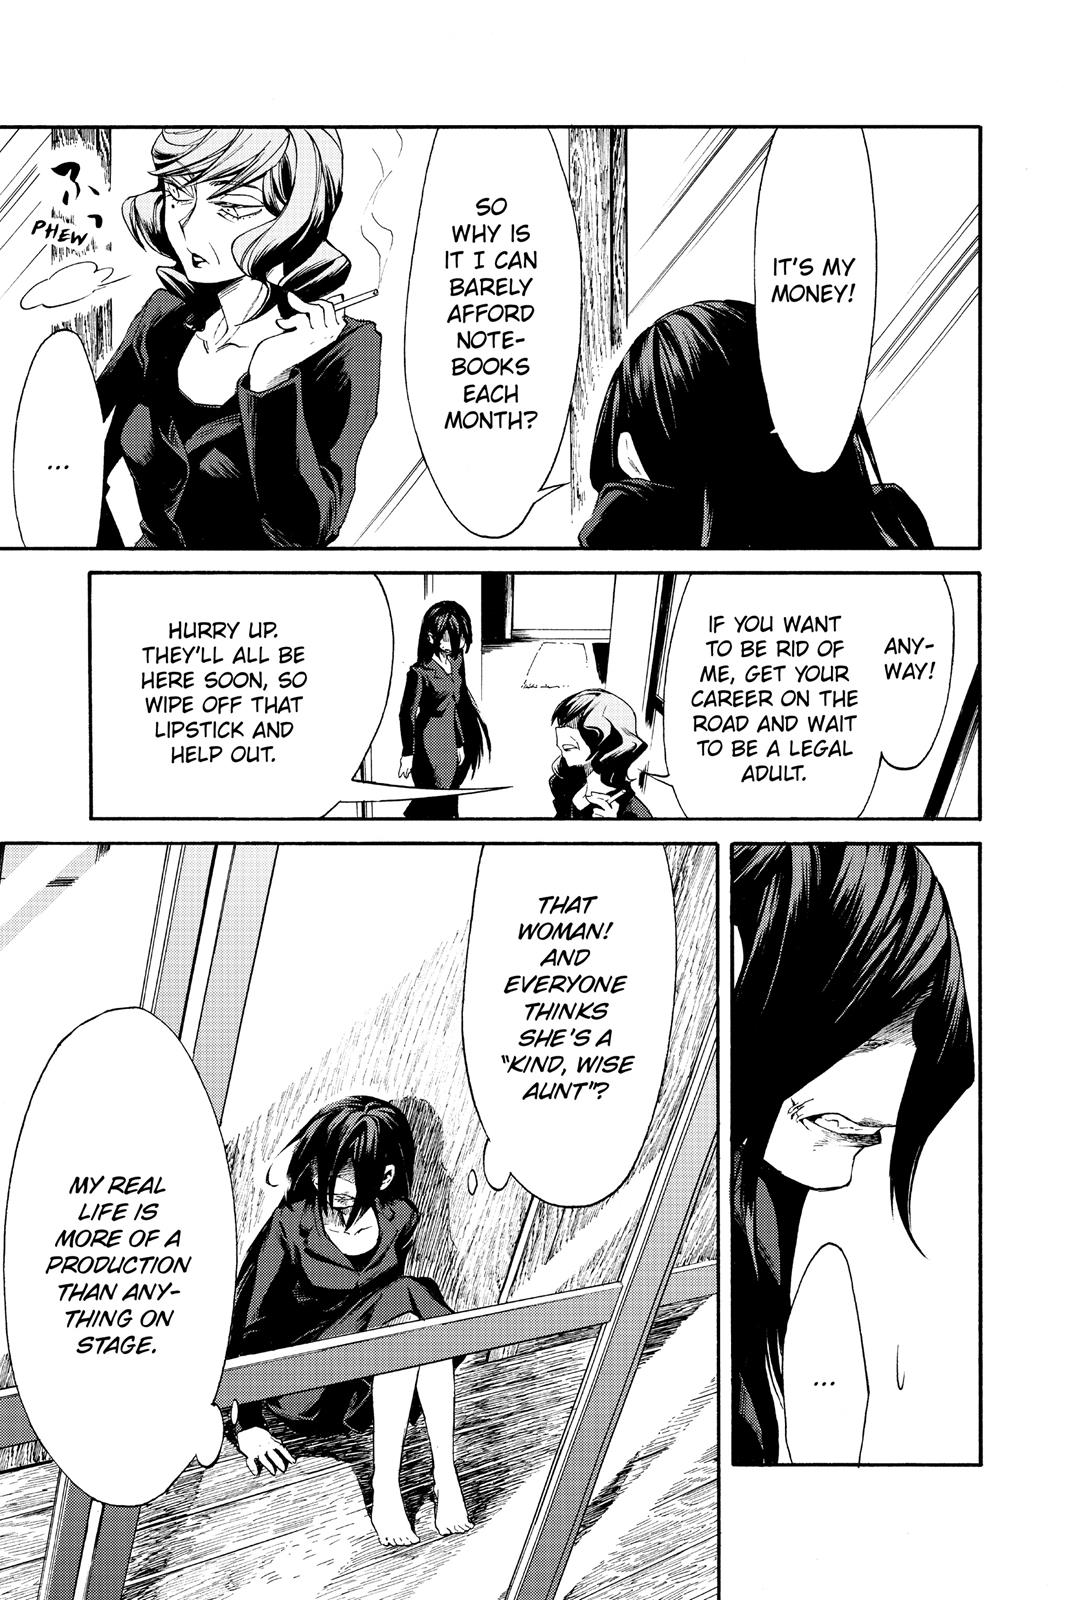 IT'S MY
MONEY!
SO
WHY IS
IT I CAN
BARELY
AFFORD
NOTE-
BOOKS
EACH
MONTH?
ふっ
PHEW
...
ANY-
WAY!
IF YOU WANT
TO BE RID OF
ME, GET YOUR
CAREER ON THE
ROAD AND WAIT
TO BE A LEGAL
ADULT.
HURRY UP.
THEY'LL ALL BE
HERE SOON, SO
WIPE OFF THAT
LIPSTICK AND
HELP OUT.
...
THAT
WOMAN!
AND
EVERYONE
THINKS
SHE'S A
"KIND, WISE
AUNT"?
MY REAL
LIFE IS
MORE OF A
PRODUCTION
THAN ANY-
THING ON
STAGE.